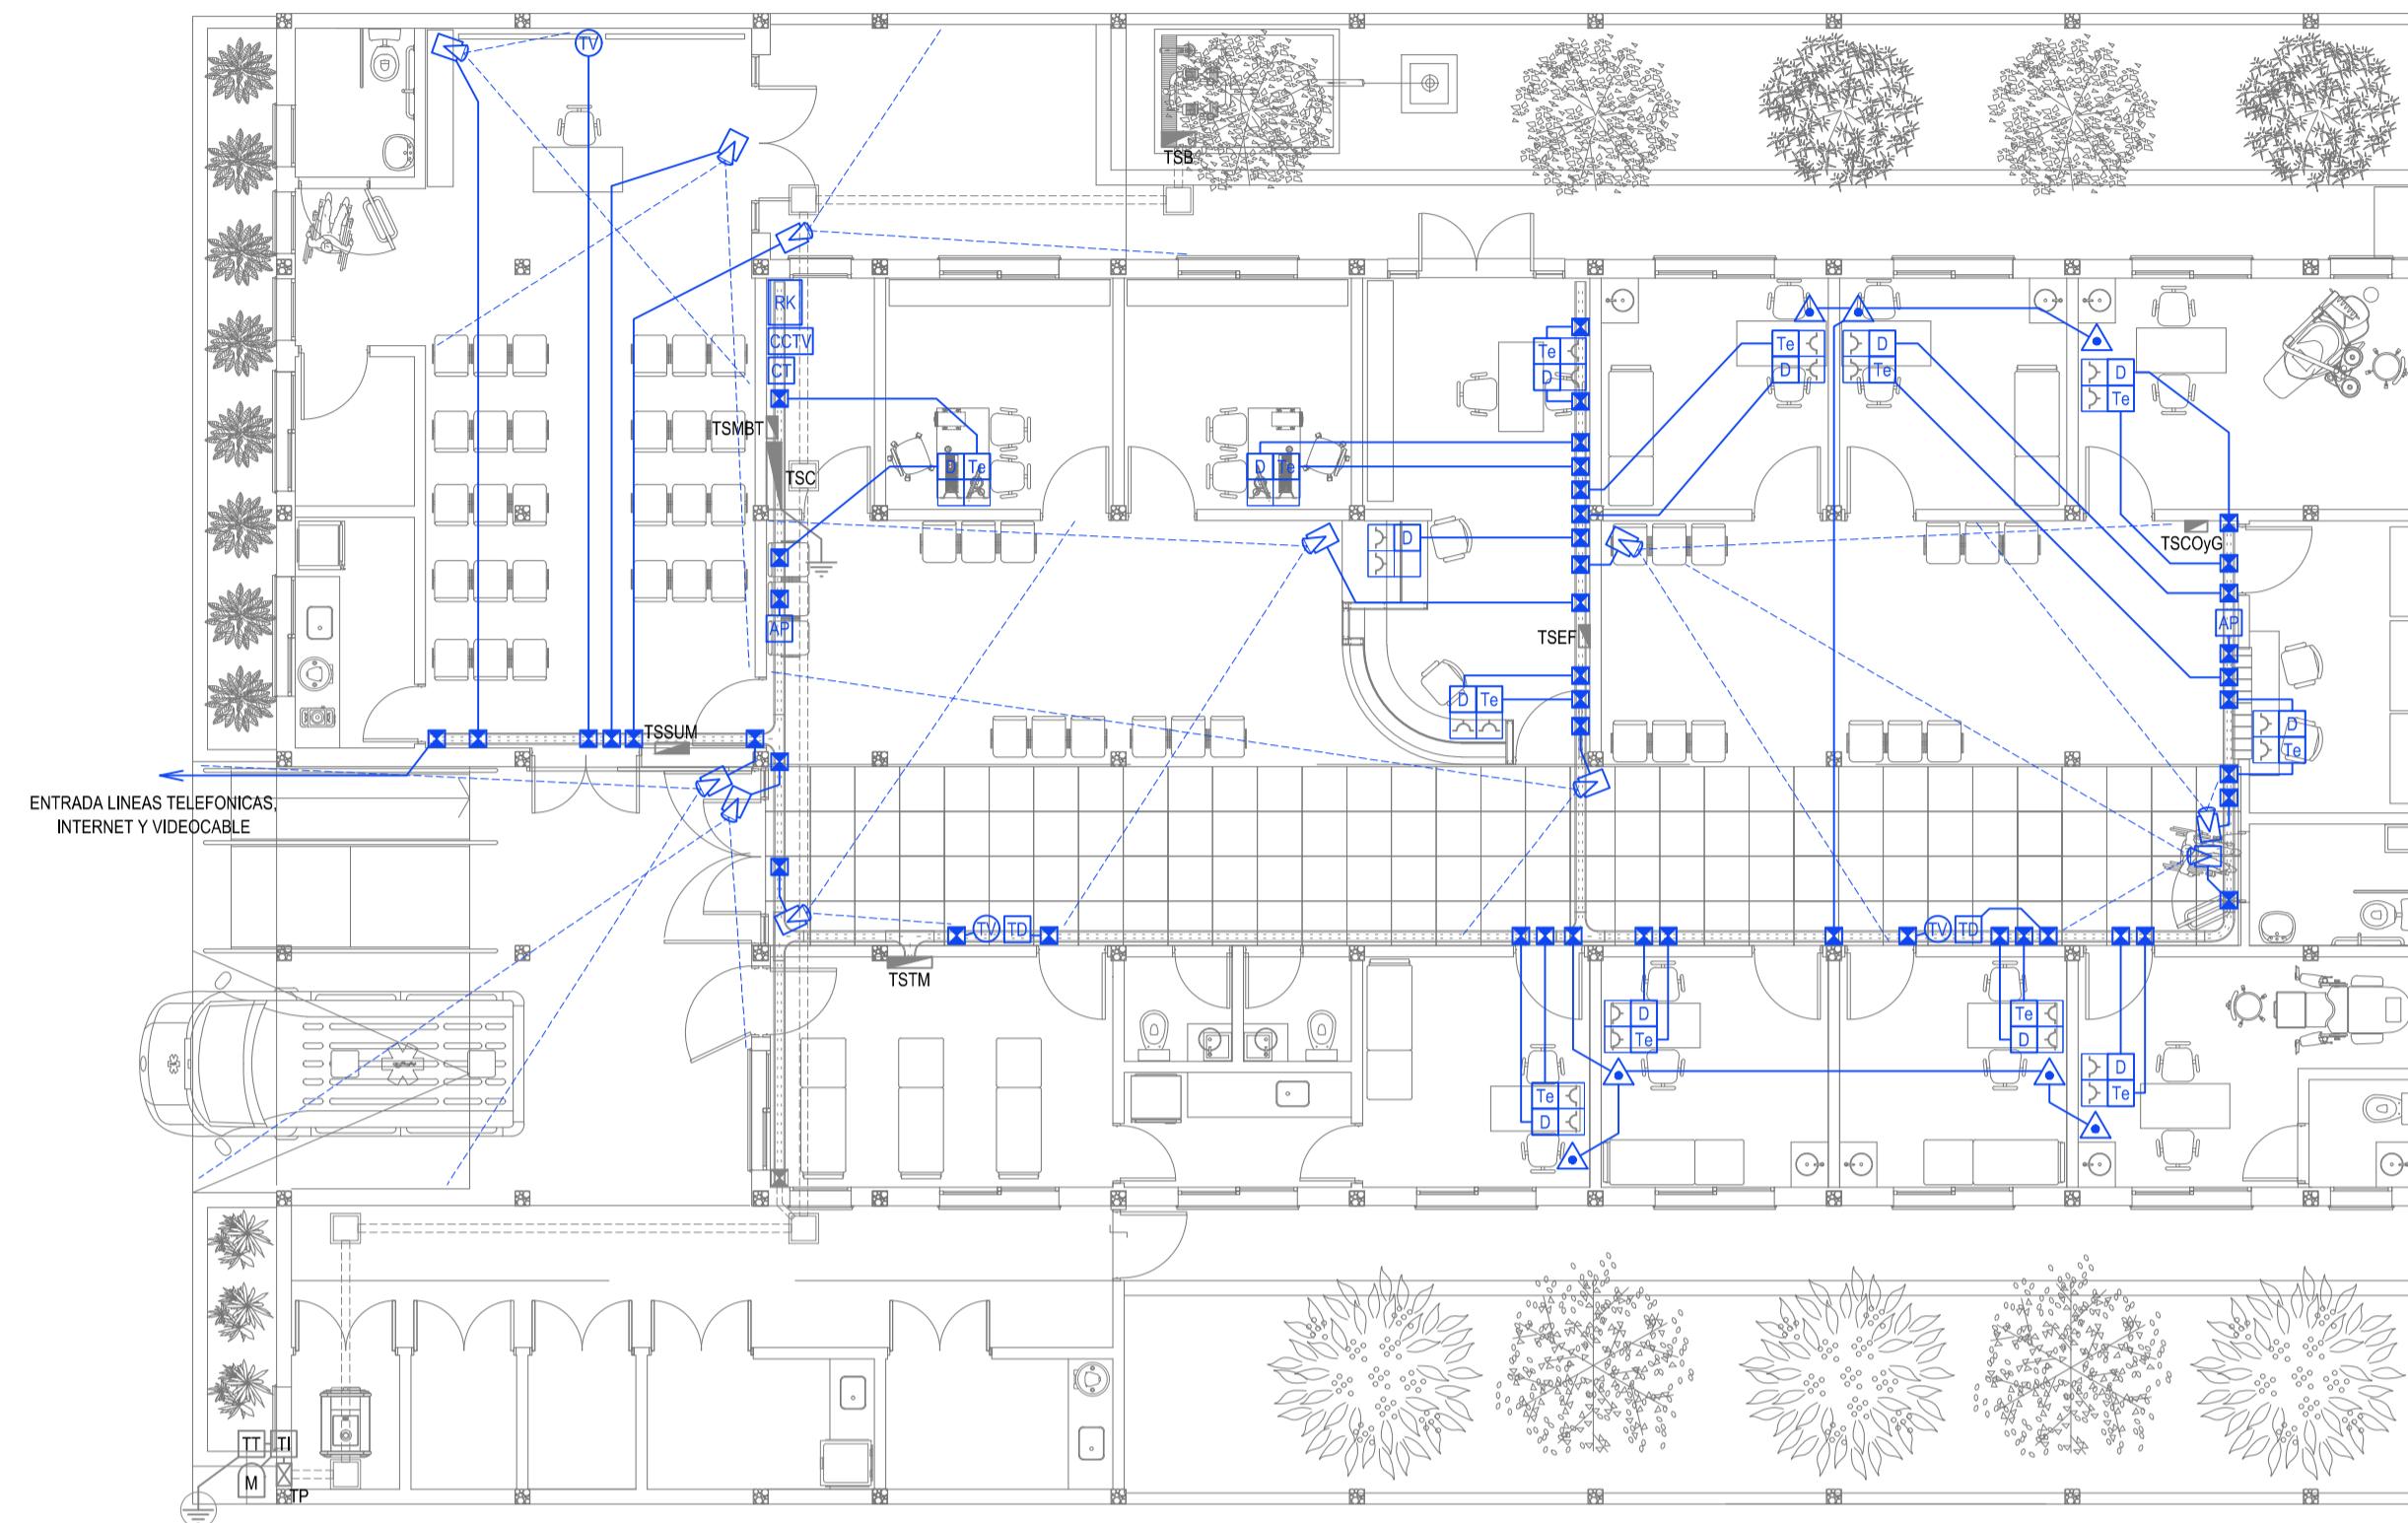 TV
TSB
RK
CCTV
CT
Te
D
Te
D
D
Te
D
Te
TSMBT
TSC
D
Te
D
Te
D
TSCOyG
AP
AP
TSEF
D
Te
D
Te
TSSUM
ENTRADA LINEAS TELEFONICAS,
INTERNET Y VIDEOCABLE
TV
TD
TV
TD
TSTM
D
Te
Te
D
D
Te
Te
D
TT
TI
M
TP